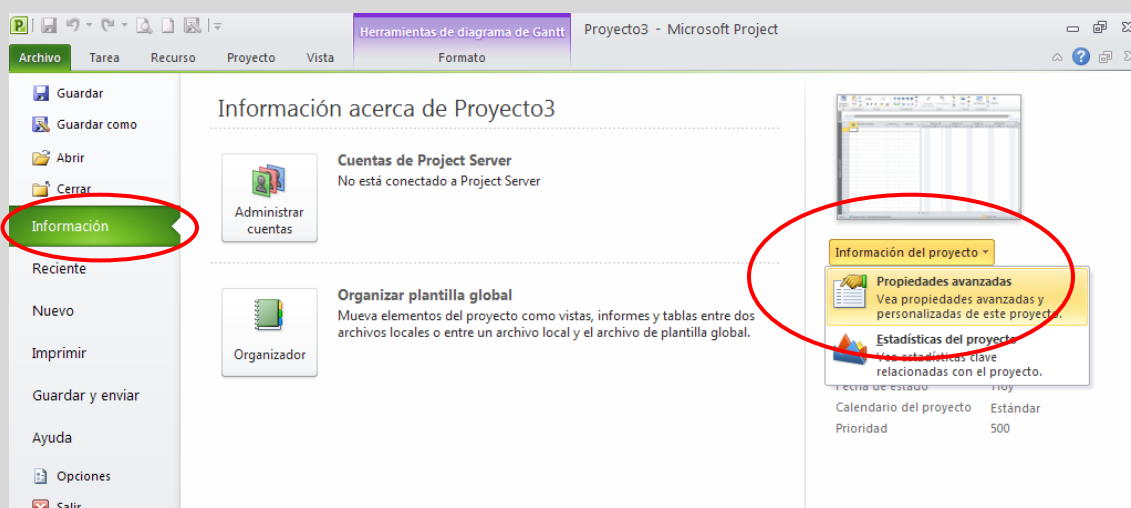 Herramientas de diagrama de Gantt
Proyecto3 - Microsoft Project
Archivo Tarea Recurso Proyecto Vista Formato
Guardar
Guardar como
Abrir
Cerrar
Información
Reciente
Nuevo
Imprimir
Guardar y enviar
Ayuda
Opciones
Salir
Información acerca de Proyecto3
Administrar
cuentas
Cuentas de Project Server
No está conectado a Project Server
Organizador
Organizar plantilla global
Mueva elementos del proyecto como vistas, informes y tablas entre dos
archivos locales o entre un archivo local y el archivo de plantilla global.
Información del proyecto
Propiedades avanzadas
Vea propiedades avanzadas y
personalizadas de este proyecto.
Estadísticas del proyecto
Vea estadísticas clave
relacionadas con el proyecto.
Fecha de estado Hoy
Calendario del proyecto Estándar
Prioridad 500